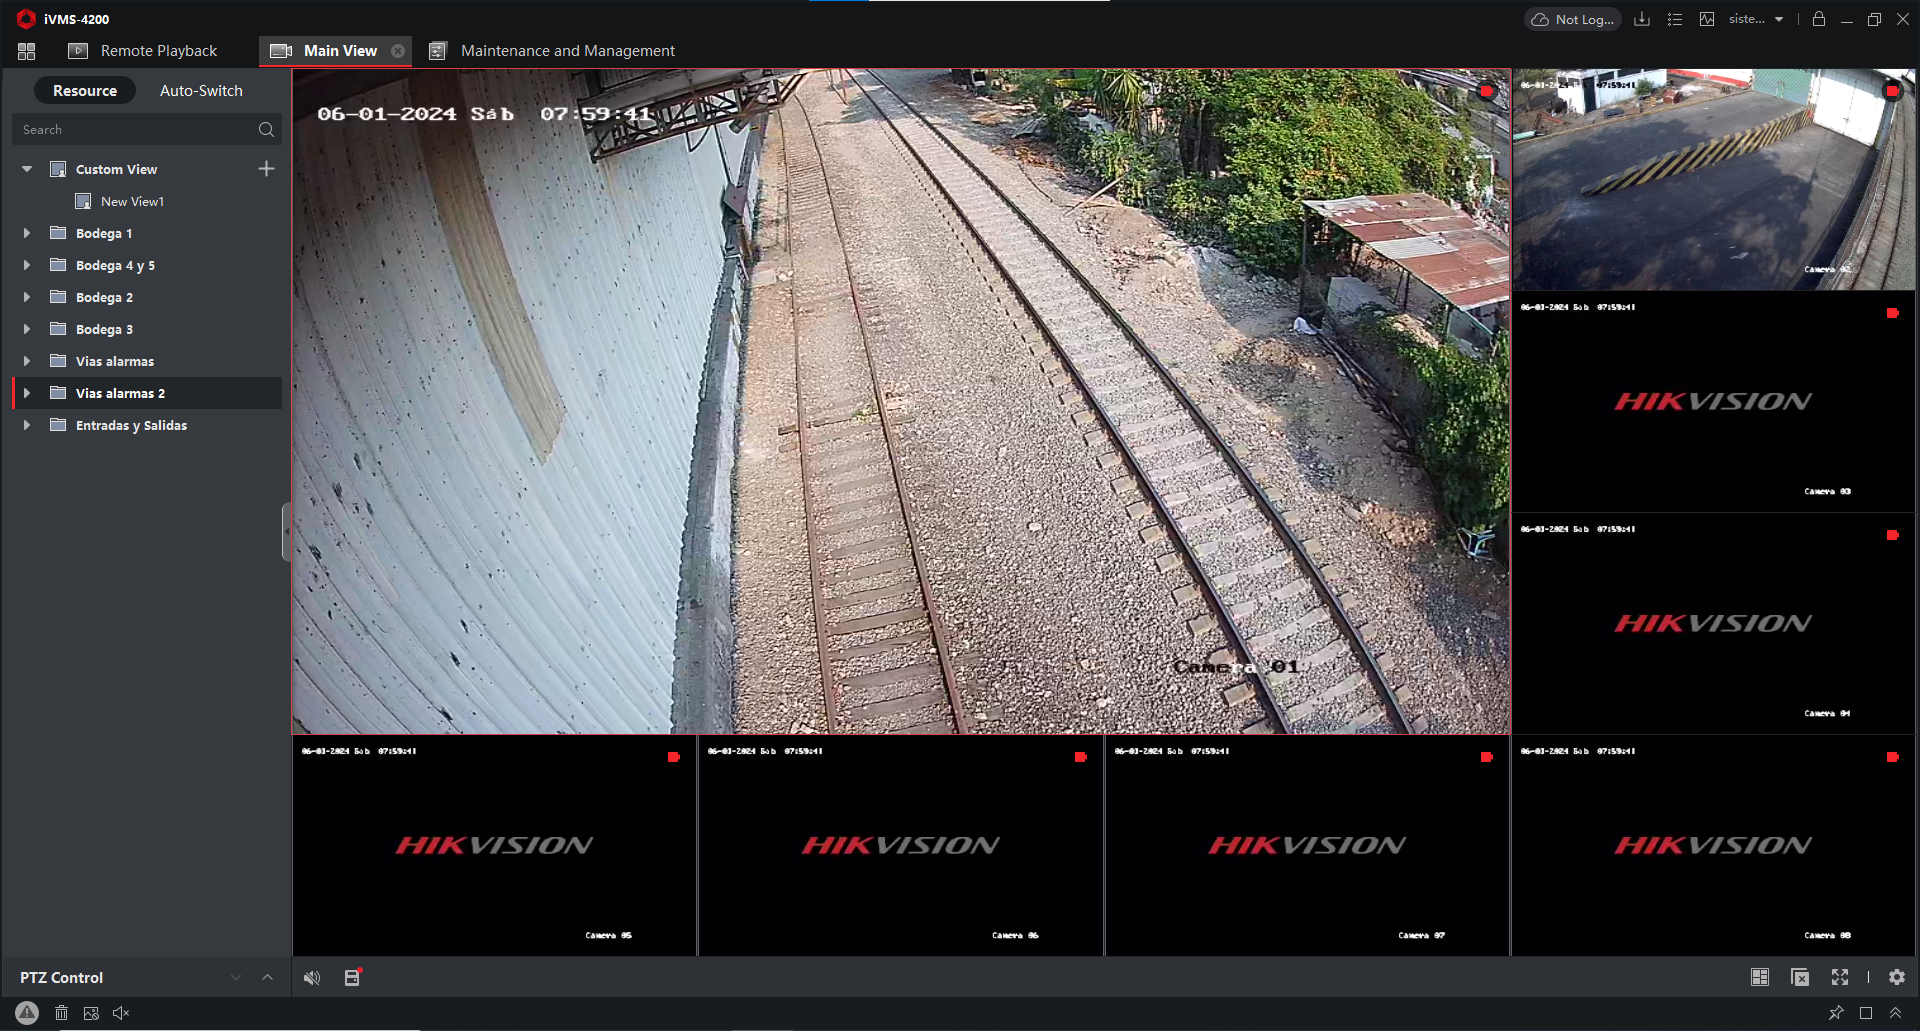 iVMS-4200
Not Log...
siste...
Remote Playback
Main View
Maintenance and Management
Resource
Auto-Switch
Search
Custom View
New View1
Bodega 1
Bodega 4 y 5
Bodega 2
Bodega 3
Vias alarmas
Vias alarmas 2
Entradas y Salidas
06-01-2024 Sáb 07:59:41
Camera 01
06-01-2024 Sáb 07:59:41
Camera 02
06-01-2024 Sáb 07:59:41
HIKVISION
Camera 03
06-01-2024 Sáb 07:59:41
HIKVISION
Camera 04
06-01-2024 Sáb 07:59:41
HIKVISION
Camera 05
06-01-2024 Sáb 07:59:41
HIKVISION
Camera 06
06-01-2024 Sáb 07:59:41
HIKVISION
Camera 07
06-01-2024 Sáb 07:59:41
HIKVISION
Camera 08
PTZ Control